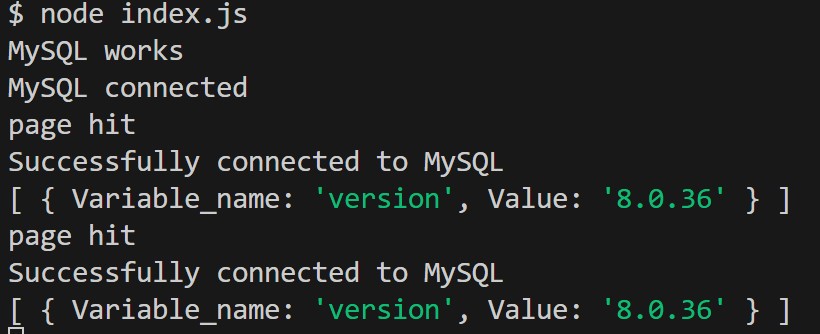 $ node index.js
MySQL works
MySQL connected
page hit
Successfully connected to MySQL
[ { Variable_name: 'version', Value: '8.0.36' } ]
page hit
Successfully connected to MySQL
[ { Variable_name: 'version', Value: '8.0.36' } ]